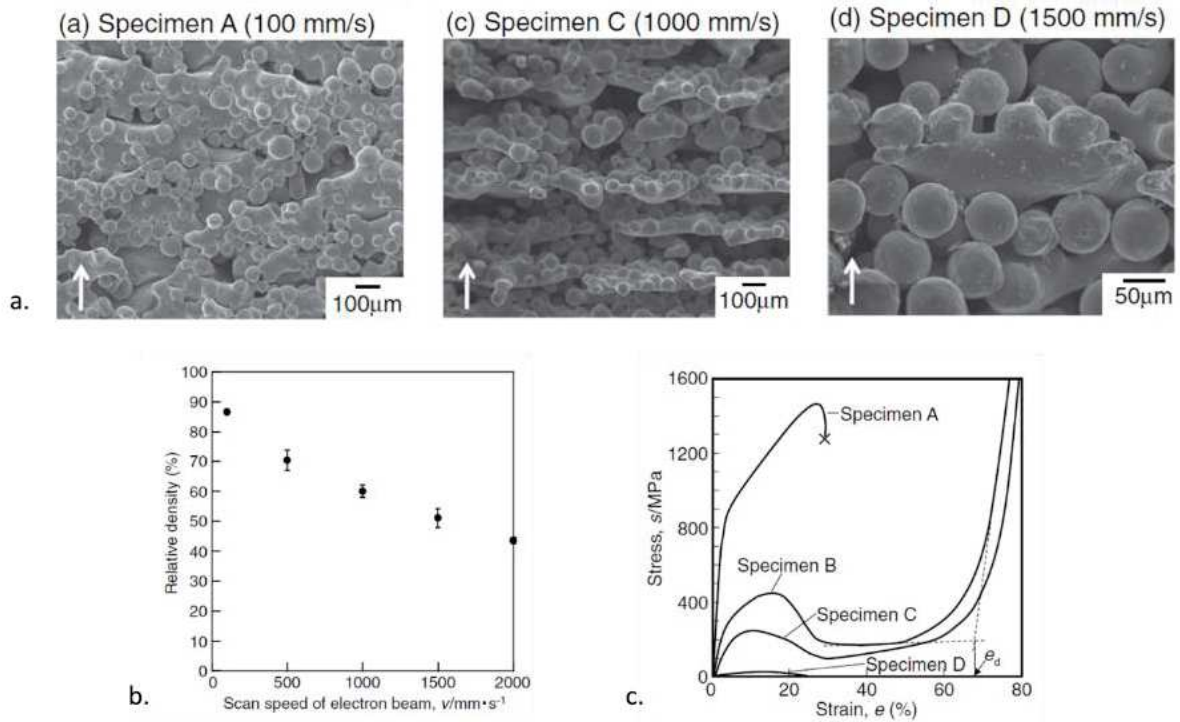 (a) Specimen A (100 mm/s)
(c) Specimen C (1000 mm/s)
(d) Specimen D (1500 mm/s)
100μm
100μm
50μm
a.
100
90
80
70
60
50
40
30
20
10
0
Relative density (%)
0 500 1000 1500 2000
Scan speed of electron beam, v/mm•s⁻¹
b.
1600
1200
800
400
0
Stress, s/MPa
Specimen A
Specimen B
Specimen C
Specimen D
e_d
0 20 40 60 80
Strain, e (%)
c.